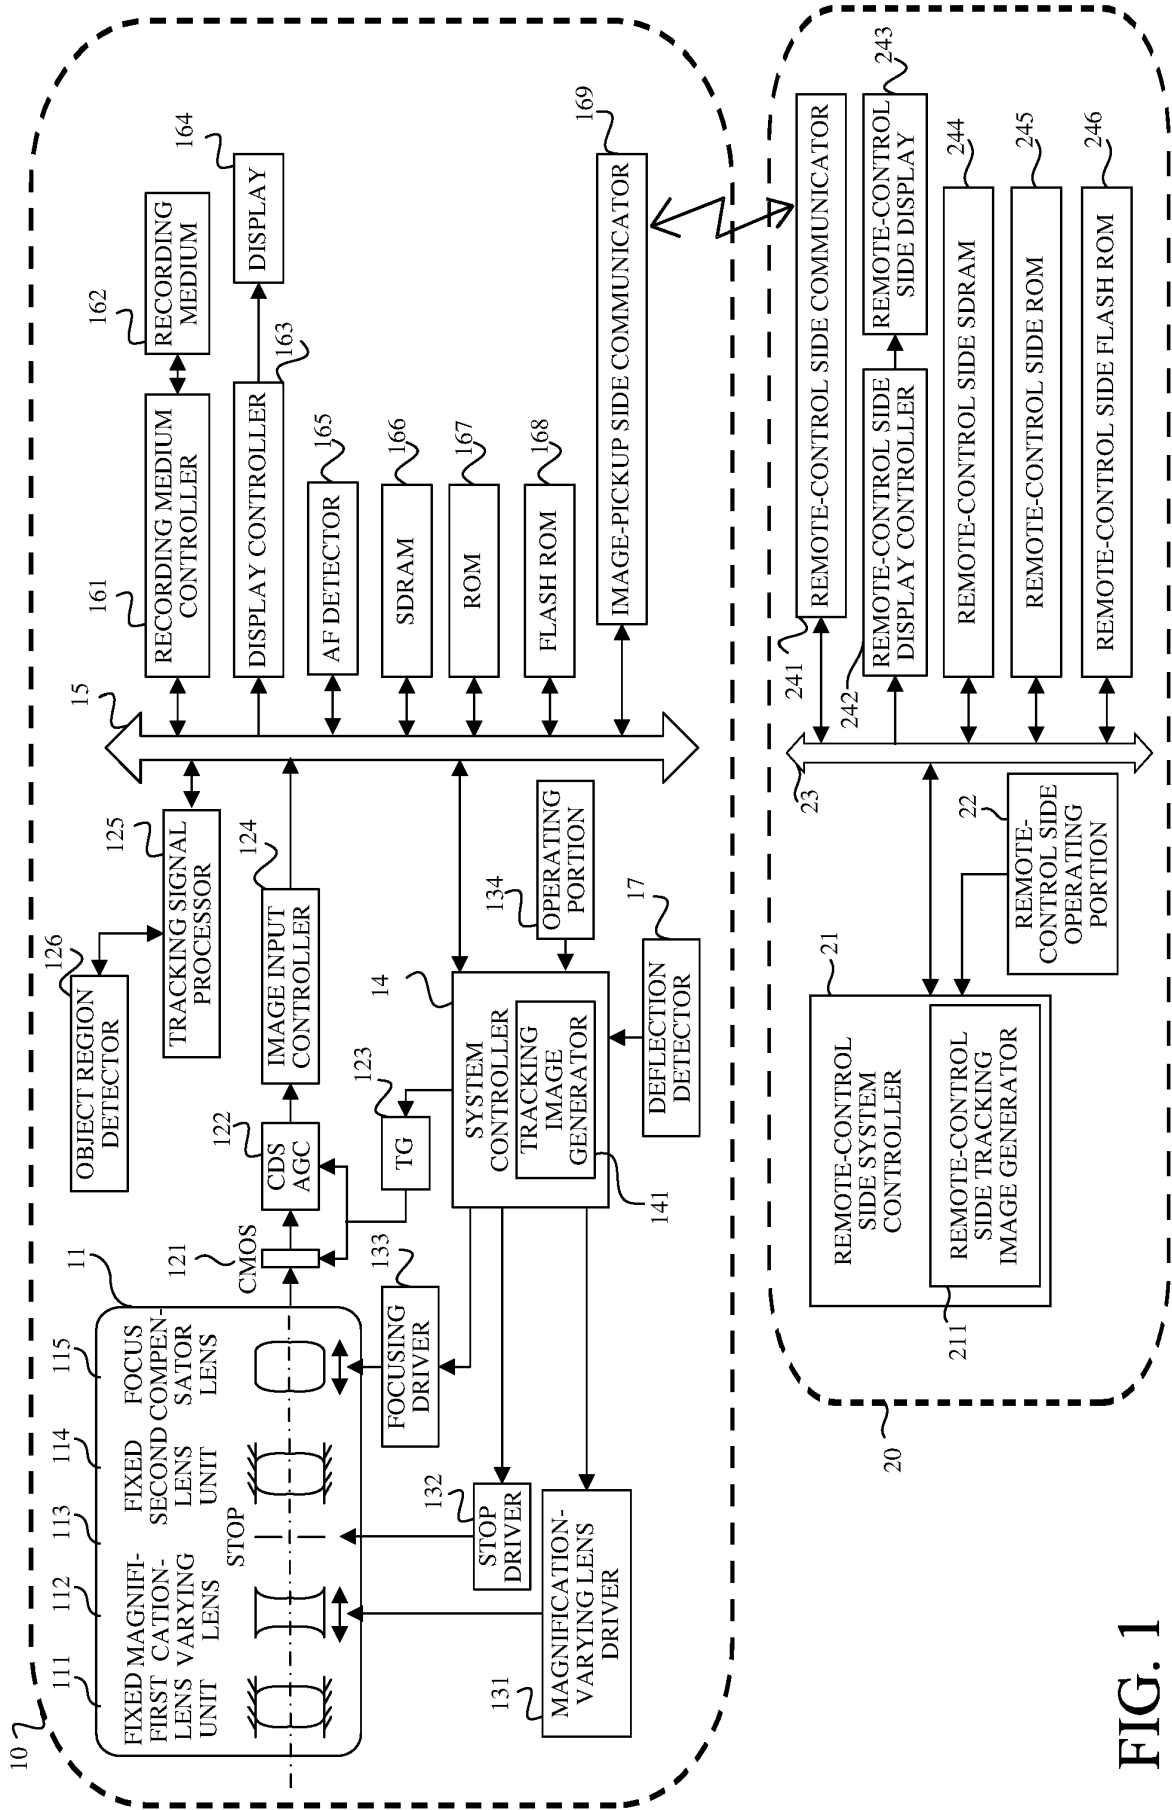 10
11
111
112
113
114
115
FIXED
FIRST
LENS
UNIT
MAGNIFI-
CATION-
VARYING
LENS
STOP
FIXED
SECOND
LENS
UNIT
FOCUS
COMPEN-
SATOR
LENS
121
CMOS
122
CDS
AGC
123
TG
124
IMAGE INPUT
CONTROLLER
125
TRACKING SIGNAL
PROCESSOR
126
OBJECT REGION
DETECTOR
131
MAGNIFICATION-
VARYING LENS
DRIVER
132
STOP
DRIVER
133
FOCUSING
DRIVER
134
OPERATING
PORTION
14
SYSTEM
CONTROLLER
TRACKING
IMAGE
GENERATOR
141
17
DEFLECTION
DETECTOR
15
161
RECORDING MEDIUM
CONTROLLER
162
RECORDING
MEDIUM
163
DISPLAY CONTROLLER
164
DISPLAY
165
AF DETECTOR
166
SDRAM
167
ROM
168
FLASH ROM
169
IMAGE-PICKUP SIDE COMMUNICATOR
20
21
REMOTE-CONTROL
SIDE SYSTEM
CONTROLLER
211
REMOTE-CONTROL
SIDE TRACKING
IMAGE GENERATOR
22
REMOTE-
CONTROL SIDE
OPERATING
PORTION
23
241
REMOTE-CONTROL SIDE COMMUNICATOR
242
REMOTE-CONTROL SIDE
DISPLAY CONTROLLER
243
REMOTE-CONTROL
SIDE DISPLAY
244
REMOTE-CONTROL SIDE SDRAM
245
REMOTE-CONTROL SIDE ROM
246
REMOTE-CONTROL SIDE FLASH ROM
FIG. 1